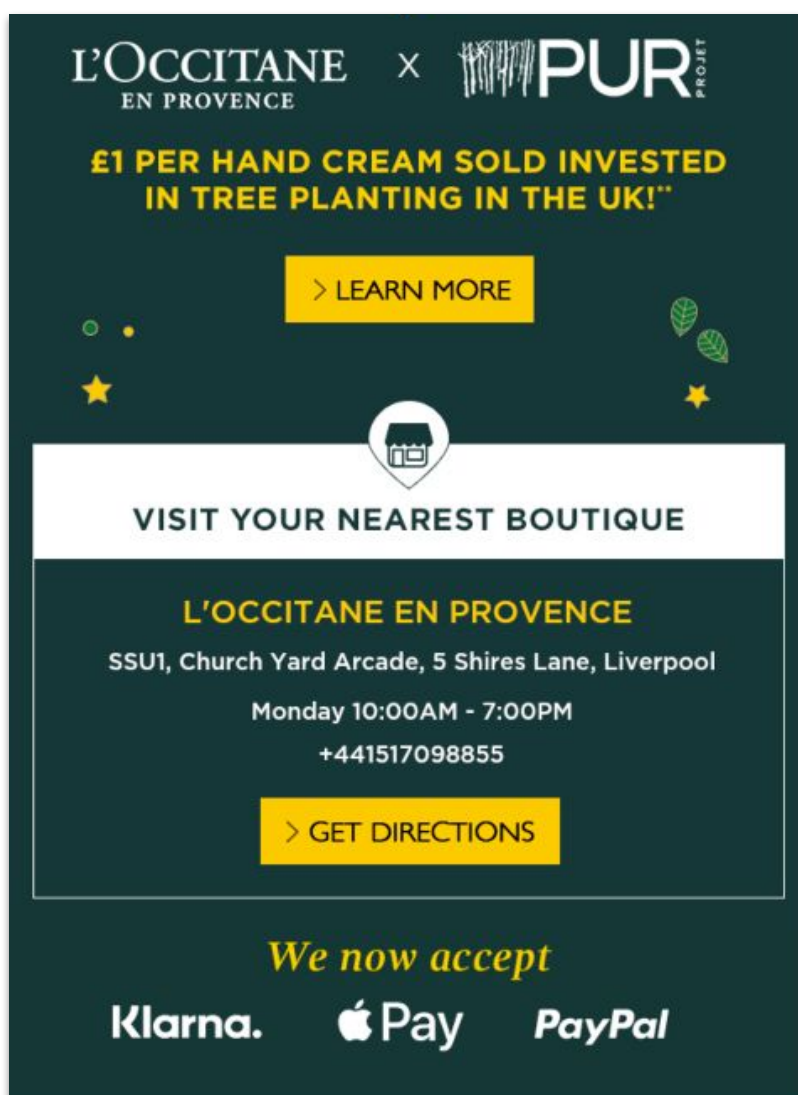 L'OCCITANE X PUR PROJET
EN PROVENCE
£1 PER HAND CREAM SOLD INVESTED
IN TREE PLANTING IN THE UK!**
> LEARN MORE
VISIT YOUR NEAREST BOUTIQUE
L'OCCITANE EN PROVENCE
SSU1, Church Yard Arcade, 5 Shires Lane, Liverpool
Monday 10:00AM - 7:00PM
+441517098855
> GET DIRECTIONS
We now accept
Klarna. Pay PayPal